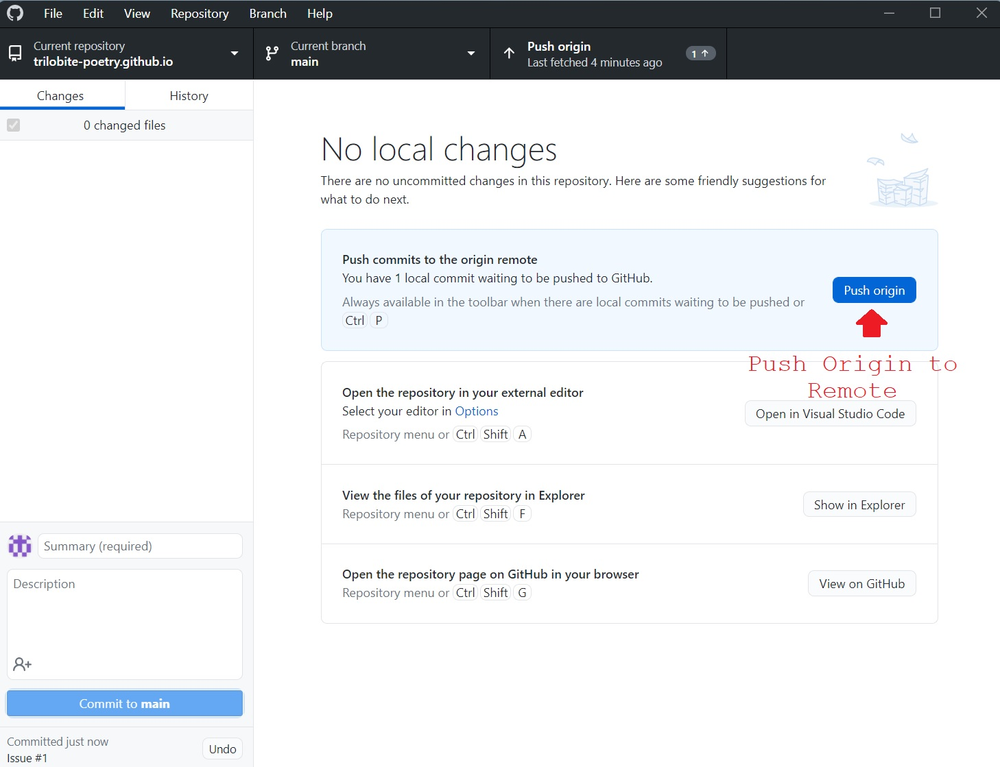 File Edit View Repository Branch Help
Current repository
trilobite-poetry.github.io
Current branch
main
Push origin
Last fetched 4 minutes ago
1
Changes
History
0 changed files
No local changes
There are no uncommitted changes in this repository. Here are some friendly suggestions for
what to do next.
Push commits to the origin remote
You have 1 local commit waiting to be pushed to GitHub.
Always available in the toolbar when there are local commits waiting to be pushed or
Ctrl P
Push origin
Push Origin to
Remote
Open the repository in your external editor
Select your editor in Options
Repository menu or Ctrl Shift A
Open in Visual Studio Code
View the files of your repository in Explorer
Repository menu or Ctrl Shift F
Show in Explorer
Open the repository page on GitHub in your browser
Repository menu or Ctrl Shift G
View on GitHub
Summary (required)
Description
Commit to main
Committed just now
Issue #1
Undo